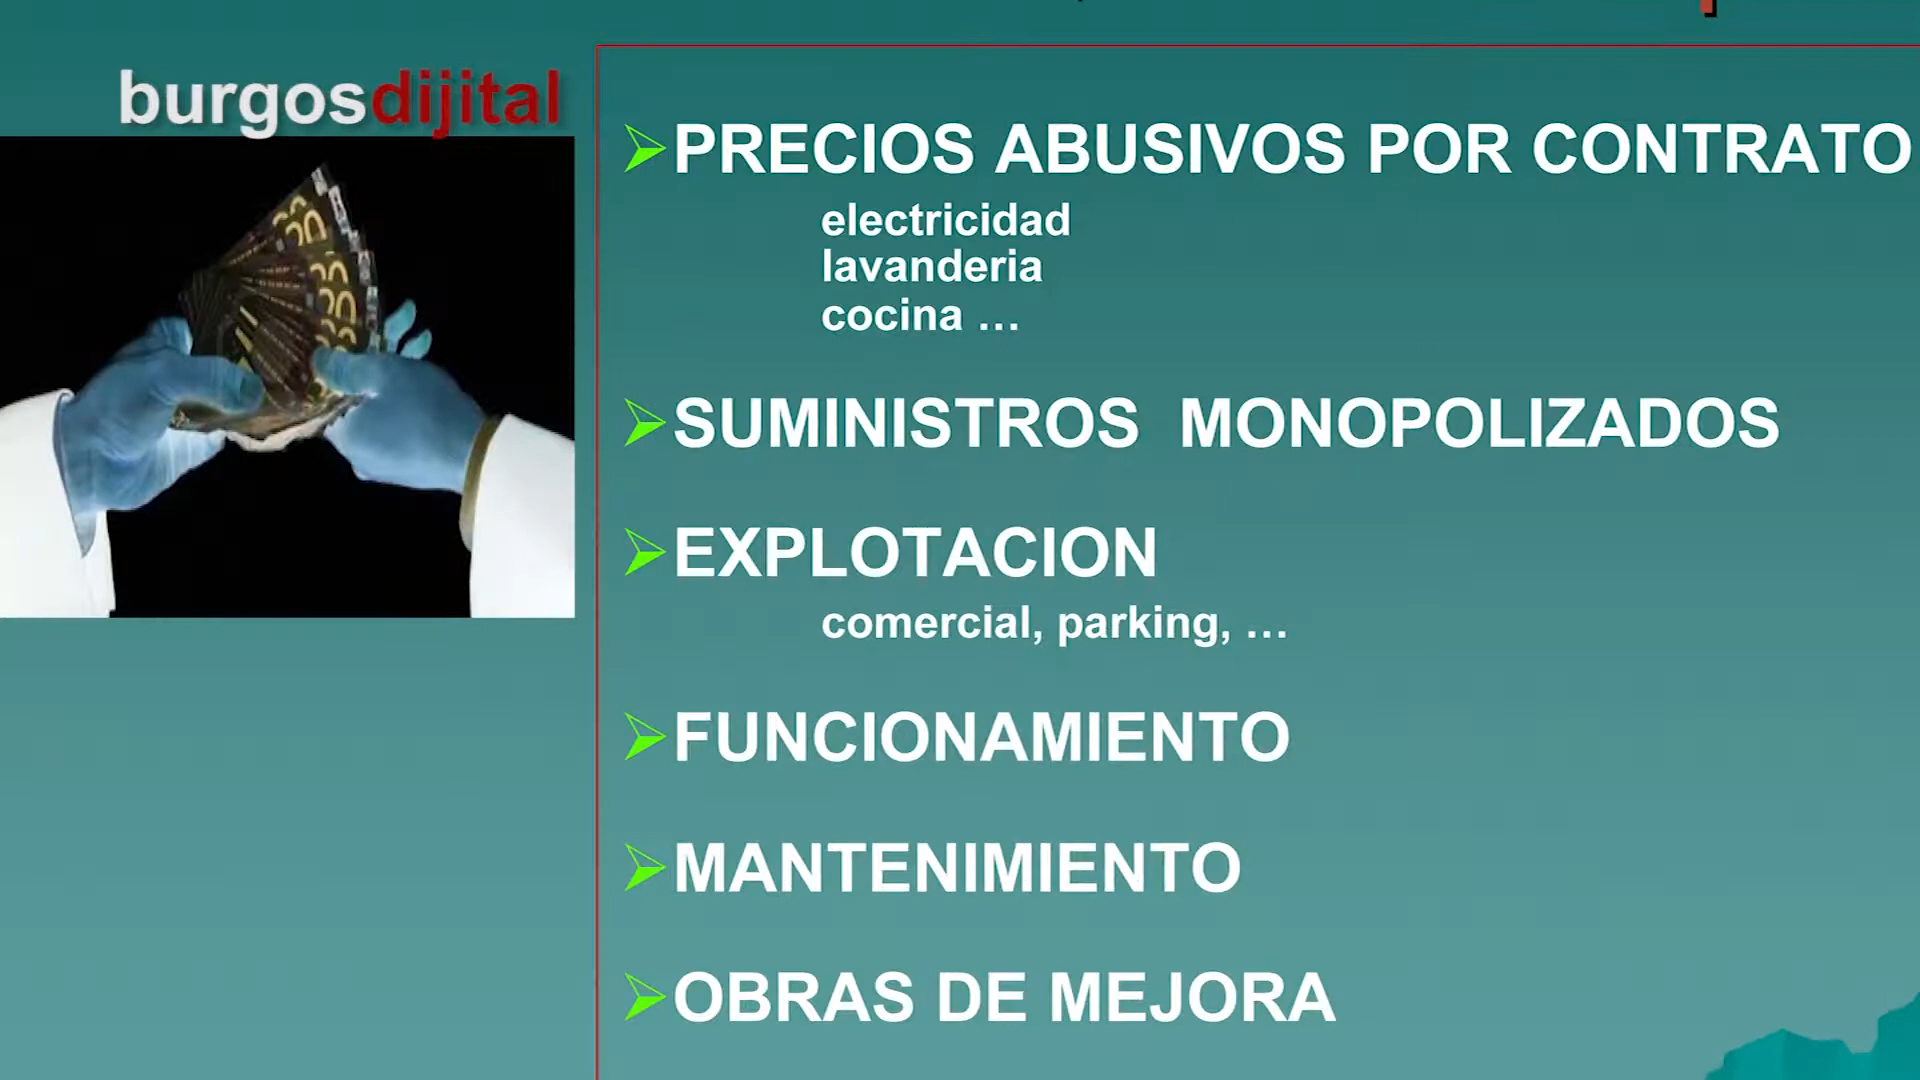 burgosdijital
PRECIOS ABUSIVOS POR CONTRATO
electricidad
lavanderia
cocina ...
SUMINISTROS MONOPOLIZADOS
EXPLOTACION
comercial, parking, ...
FUNCIONAMIENTO
MANTENIMIENTO
OBRAS DE MEJORA